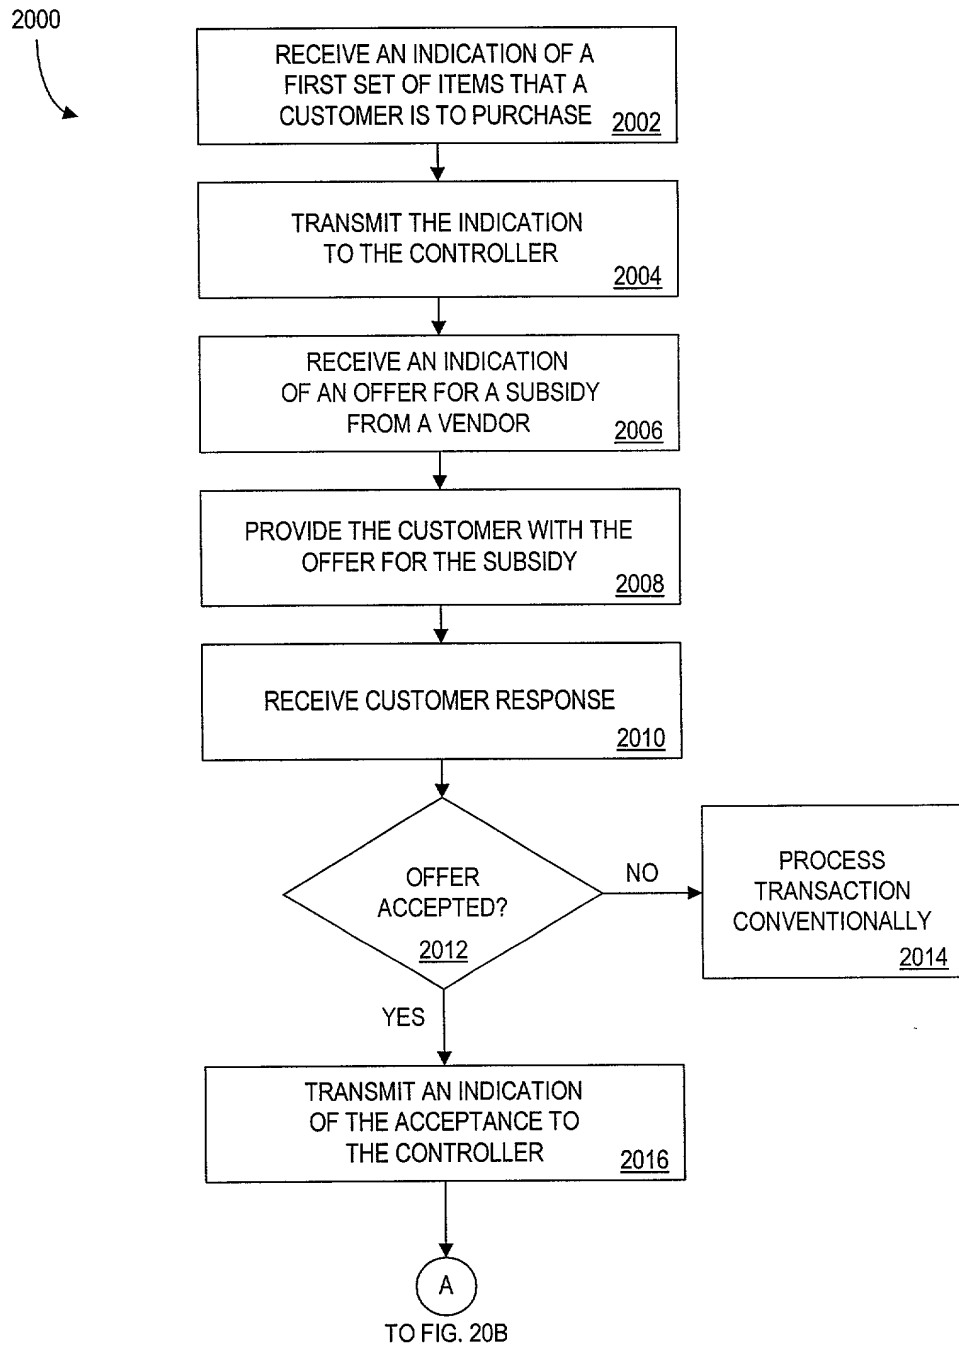 2000
RECEIVE AN INDICATION OF A
FIRST SET OF ITEMS THAT A
CUSTOMER IS TO PURCHASE
2002
TRANSMIT THE INDICATION
TO THE CONTROLLER
2004
RECEIVE AN INDICATION
OF AN OFFER FOR A SUBSIDY
FROM A VENDOR
2006
PROVIDE THE CUSTOMER WITH THE
OFFER FOR THE SUBSIDY
2008
RECEIVE CUSTOMER RESPONSE
2010
OFFER
ACCEPTED?
2012
NO
PROCESS
TRANSACTION
CONVENTIONALLY
2014
YES
TRANSMIT AN INDICATION
OF THE ACCEPTANCE TO
THE CONTROLLER
2016
A
TO FIG. 20B